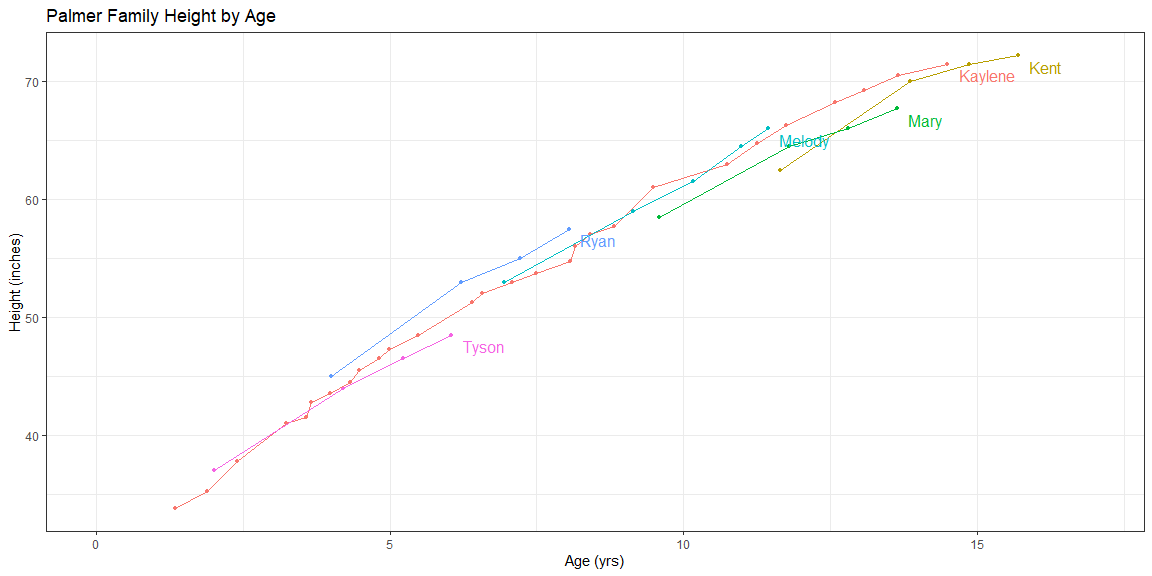 Palmer Family Height by Age
Height (inches)
70
60
50
40
Kent
Kaylene
Mary
Melody
Ryan
Tyson
0 5 10 15
Age (yrs)